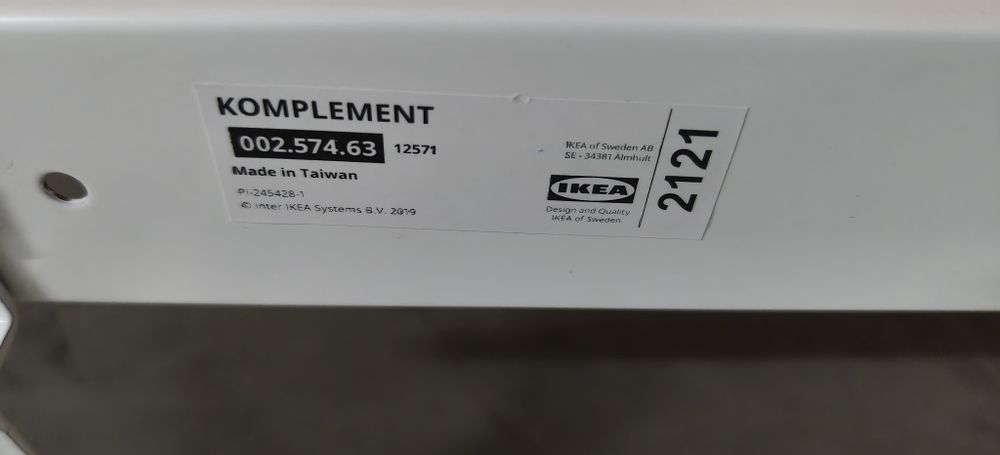 KOMPLEMENT
002.574.63 12571
Made in Taiwan
PI-245428-1
© Inter IKEA Systems B.V. 2019
IKEA of Sweden AB
SE - 34381 Älmhult
IKEA
Design and Quality
IKEA of Sweden
2121